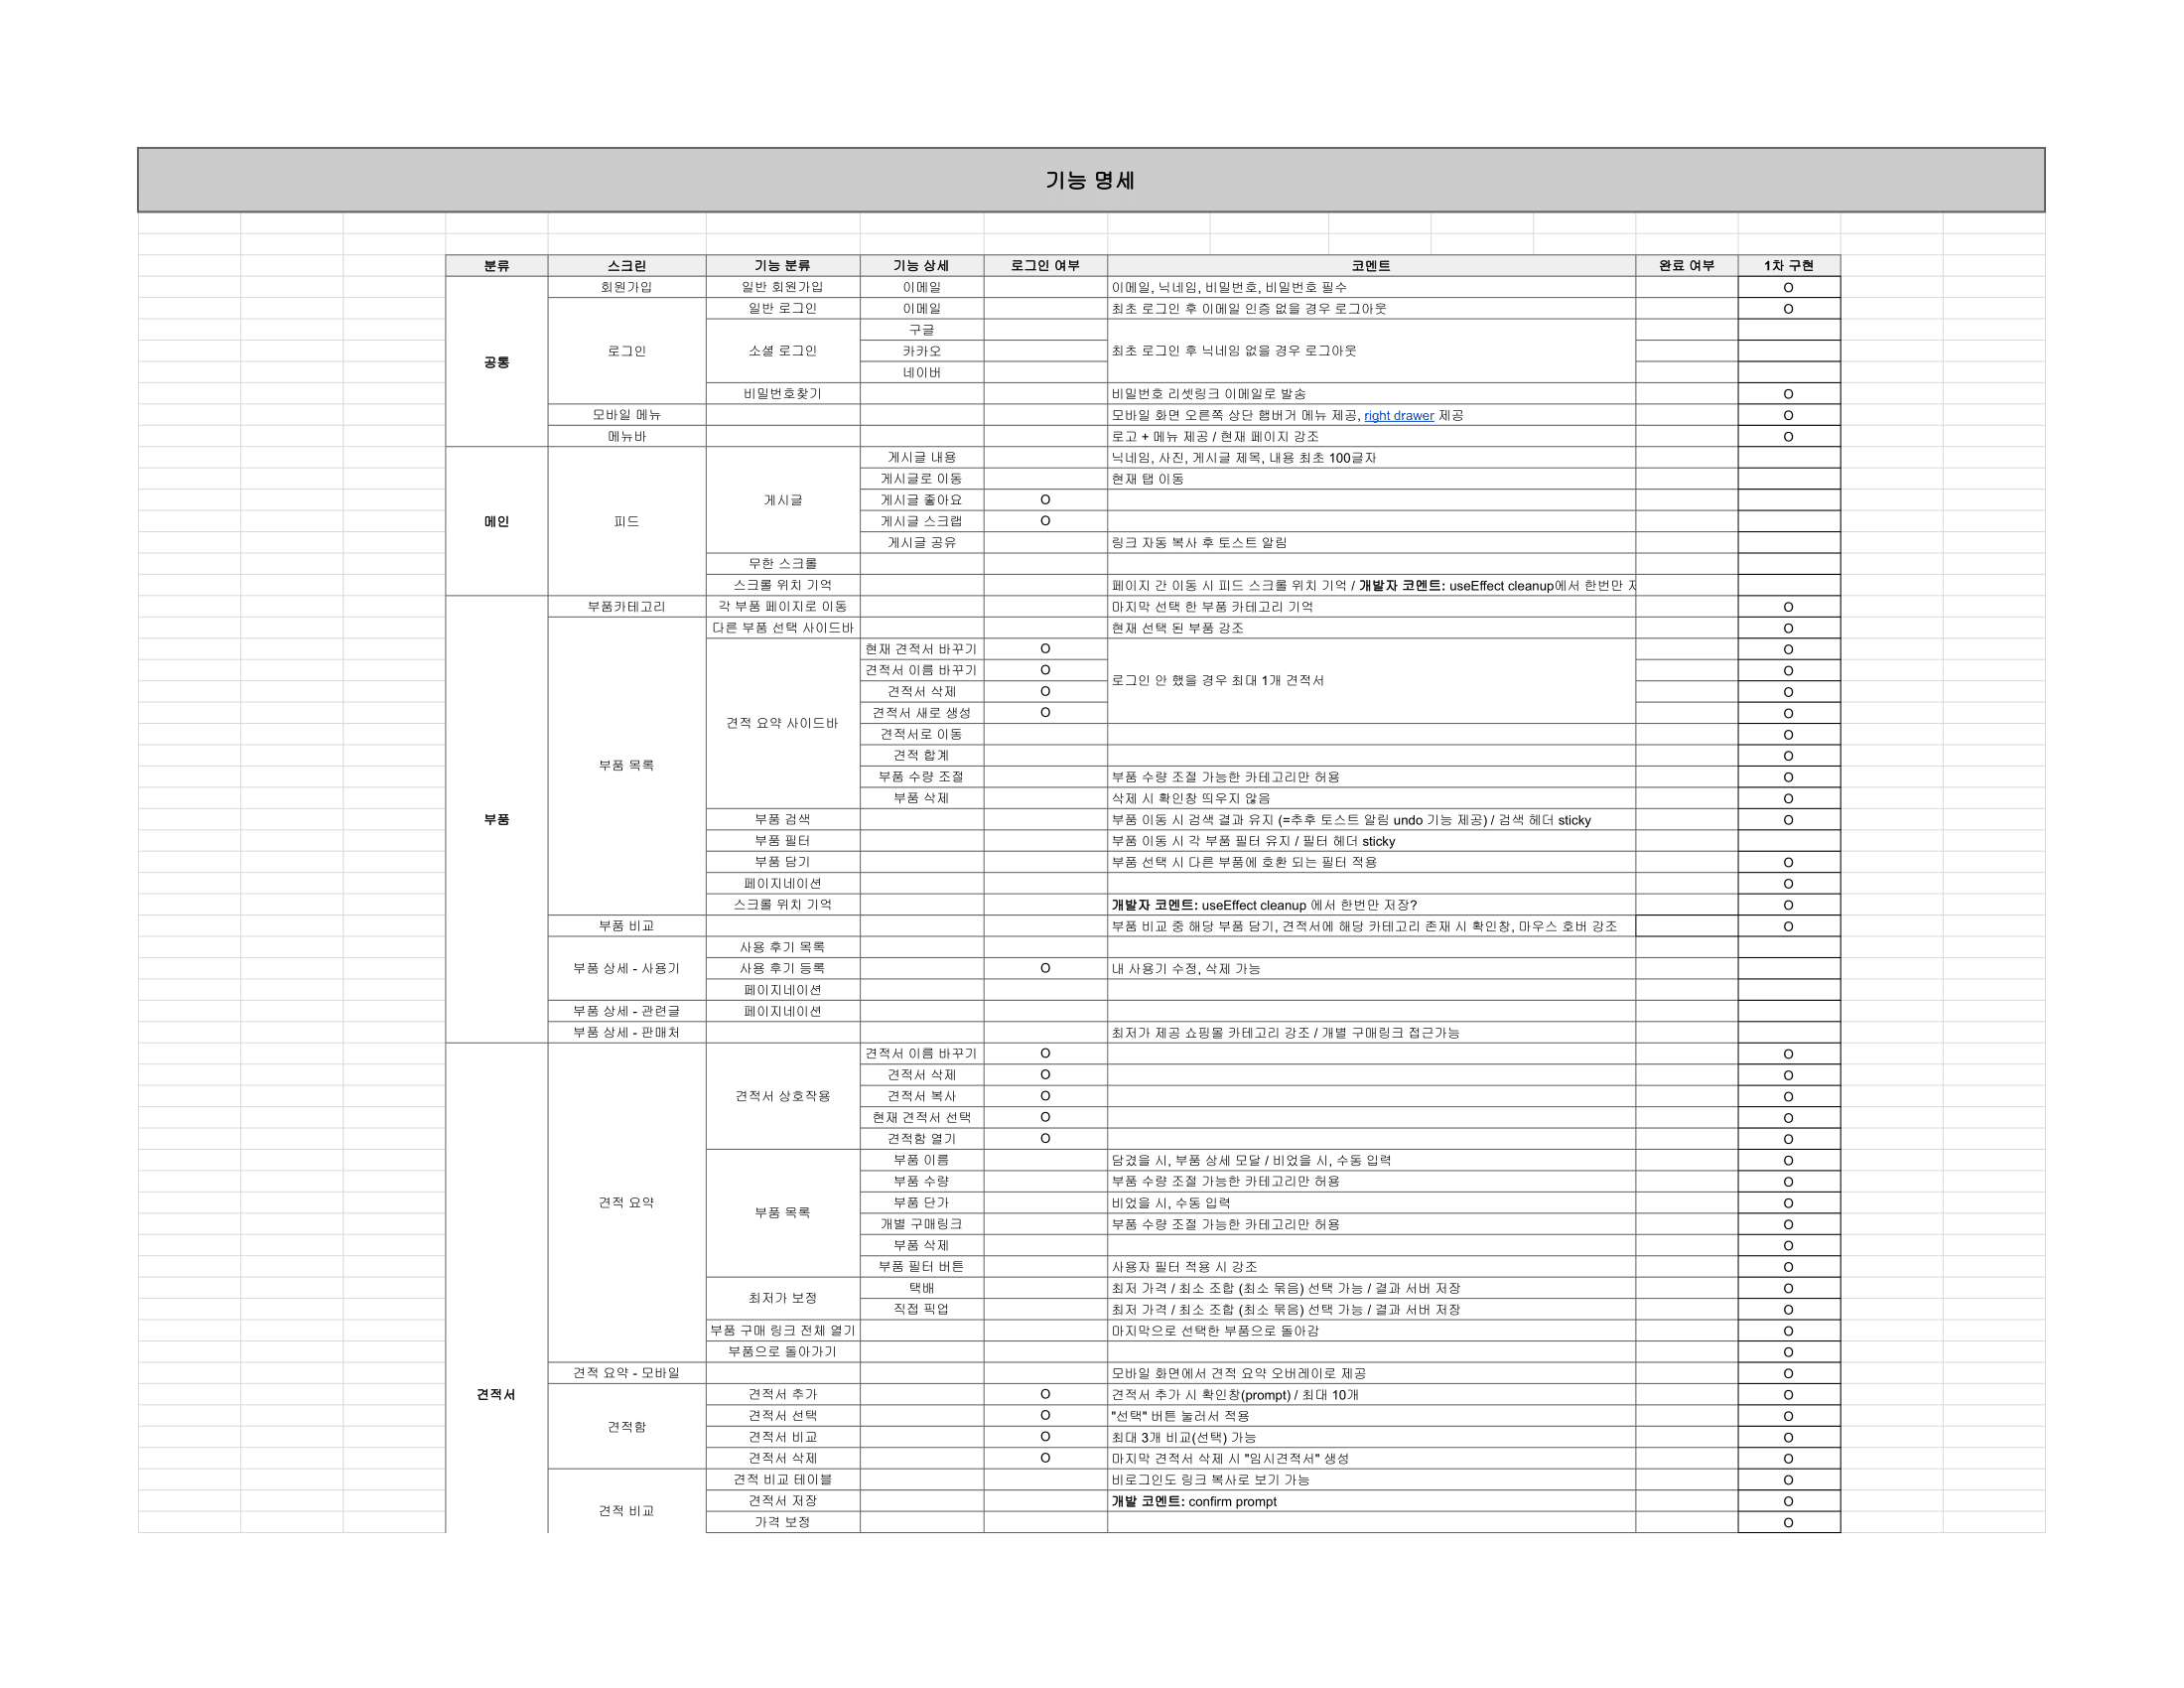 기능 명세
분류 스크린 기능 분류 기능 상세 로그인 여부 코멘트 완료 여부 1차 구현
공통 회원가입 일반 회원가입 이메일 이메일, 닉네임, 비밀번호, 비밀번호 필수 O
로그인 일반 로그인 이메일 최초 로그인 후 이메일 인증 없을 경우 로그아웃 O
소셜 로그인 구글 최초 로그인 후 닉네임 없을 경우 로그아웃
카카오
네이버
비밀번호찾기 비밀번호 리셋링크 이메일로 발송 O
모바일 메뉴 모바일 화면 오른쪽 상단 햄버거 메뉴 제공, right drawer 제공 O
메뉴바 로고 + 메뉴 제공 / 현재 페이지 강조 O
메인 피드 게시글 게시글 내용 닉네임, 사진, 게시글 제목, 내용 최초 100글자
게시글로 이동 현재 탭 이동
게시글 좋아요 O
게시글 스크랩 O
게시글 공유 링크 자동 복사 후 토스트 알림
무한 스크롤
스크롤 위치 기억 페이지 간 이동 시 피드 스크롤 위치 기억 / 개발자 코멘트: useEffect cleanup에서 한번만
부품 부품카테고리 각 부품 페이지로 이동 마지막 선택 한 부품 카테고리 기억 O
부품 목록 다른 부품 선택 사이드바 현재 선택 된 부품 강조 O
견적 요약 사이드바 현재 견적서 바꾸기 O 로그인 안 했을 경우 최대 1개 견적서 O
견적서 이름 바꾸기 O O
견적서 삭제 O O
견적서 새로 생성 O O
견적서로 이동 O
견적 합계 O
부품 수량 조절 부품 수량 조절 가능한 카테고리만 허용 O
부품 삭제 삭제 시 확인창 띄우지 않음 O
부품 검색 부품 이동 시 검색 결과 유지 (=추후 토스트 알림 undo 기능 제공) / 검색 헤더 sticky O
부품 필터 부품 이동 시 각 부품 필터 유지 / 필터 헤더 sticky
부품 담기 부품 선택 시 다른 부품에 호환 되는 필터 적용 O
페이지네이션 O
스크롤 위치 기억 개발자 코멘트: useEffect cleanup 에서 한번만 저장? O
부품 비교 부품 비교 중 해당 부품 담기, 견적서에 해당 카테고리 존재 시 확인창, 마우스 호버 강조 O
부품 상세 - 사용기 사용 후기 목록
사용 후기 등록 O 내 사용기 수정, 삭제 가능
페이지네이션
부품 상세 - 관련글 페이지네이션
부품 상세 - 판매처 최저가 제공 쇼핑몰 카테고리 강조 / 개별 구매링크 접근가능
견적서 견적 요약 견적서 상호작용 견적서 이름 바꾸기 O O
견적서 삭제 O O
견적서 복사 O O
현재 견적서 선택 O O
견적함 열기 O O
부품 목록 부품 이름 담겼을 시, 부품 상세 모달 / 비었을 시, 수동 입력 O
부품 수량 부품 수량 조절 가능한 카테고리만 허용 O
부품 단가 비었을 시, 수동 입력 O
개별 구매링크 부품 수량 조절 가능한 카테고리만 허용 O
부품 삭제 O
부품 필터 버튼 사용자 필터 적용 시 강조 O
최저가 보정 택배 최저 가격 / 최소 조합 (최소 묶음) 선택 가능 / 결과 서버 저장 O
직접 픽업 최저 가격 / 최소 조합 (최소 묶음) 선택 가능 / 결과 서버 저장 O
부품 구매 링크 전체 열기 마지막으로 선택한 부품으로 돌아감 O
부품으로 돌아가기 O
견적 요약 - 모바일 모바일 화면에서 견적 요약 오버레이로 제공 O
견적함 견적서 추가 O 견적서 추가 시 확인창(prompt) / 최대 10개 O
견적서 선택 O "선택" 버튼 눌러서 적용 O
견적서 비교 O 최대 3개 비교(선택) 가능 O
견적서 삭제 O 마지막 견적서 삭제 시 "임시견적서" 생성 O
견적 비교 견적 비교 테이블 비로그인도 링크 복사로 보기 가능 O
견적서 저장 개발 코멘트: confirm prompt O
가격 보정 O